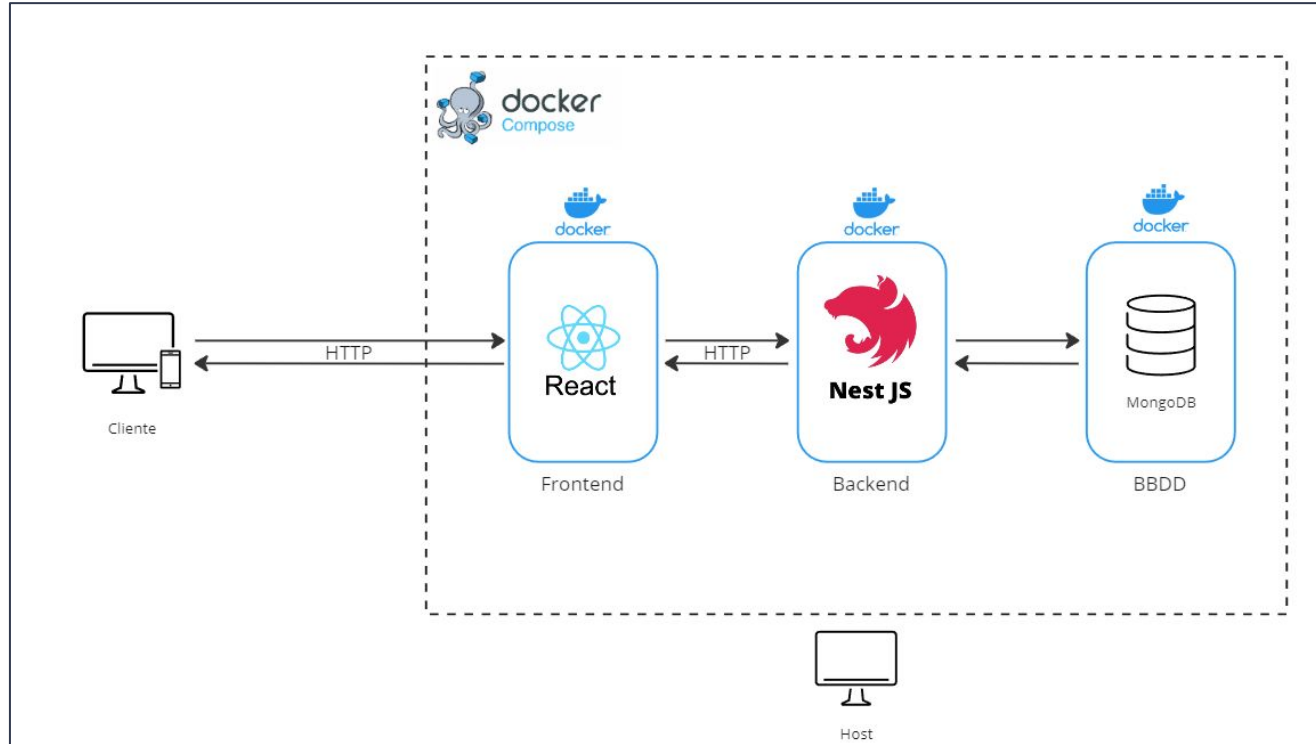 docker
Compose
docker
docker
docker
HTTP
HTTP
React
Nest JS
MongoDB
Cliente
Frontend
Backend
BBDD
Host